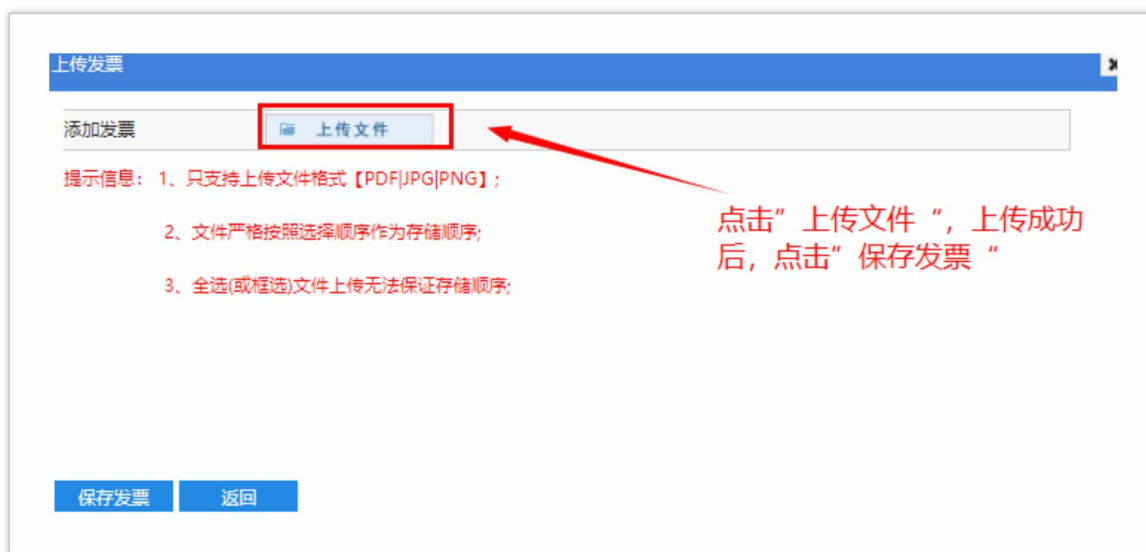 上传发票
添加发票
上传文件
提示信息： 1、只支持上传文件格式【PDF|JPG|PNG】;
2、文件严格按照选择顺序作为存储顺序;
3、全选(或框选)文件上传无法保证存储顺序;
点击”上传文件“，上传成功
后，点击”保存发票“
保存发票
返回